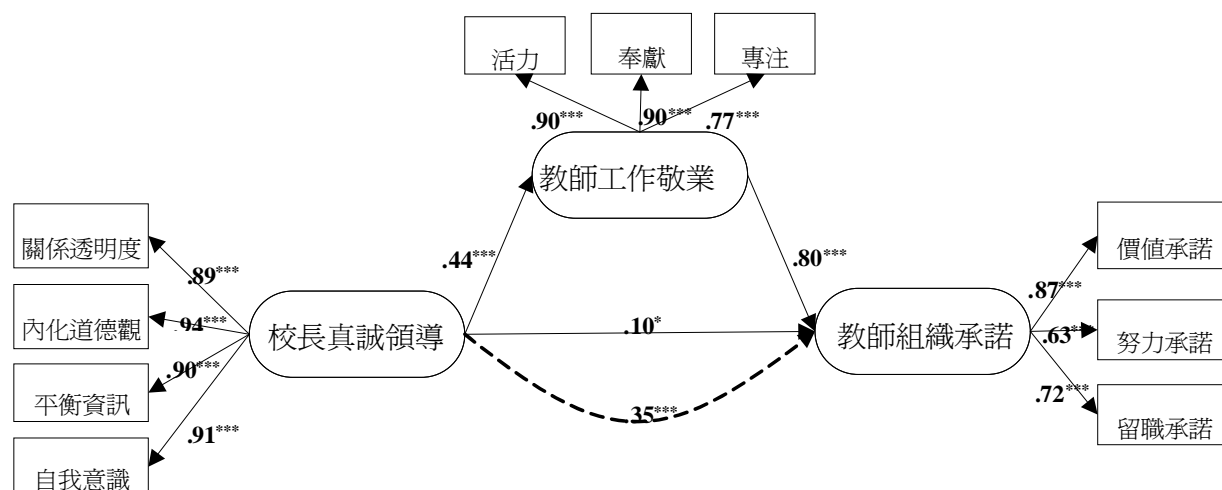 活力
奉獻
專注
.90***
.90***
.77***
教師工作敬業
關係透明度
.89***
.44***
.80***
價值承諾
.87***
內化道德觀
.94***
校長真誠領導
.10*
教師組織承諾
.63***
努力承諾
平衡資訊
.90***
.35***
.72***
留職承諾
.91***
自我意識